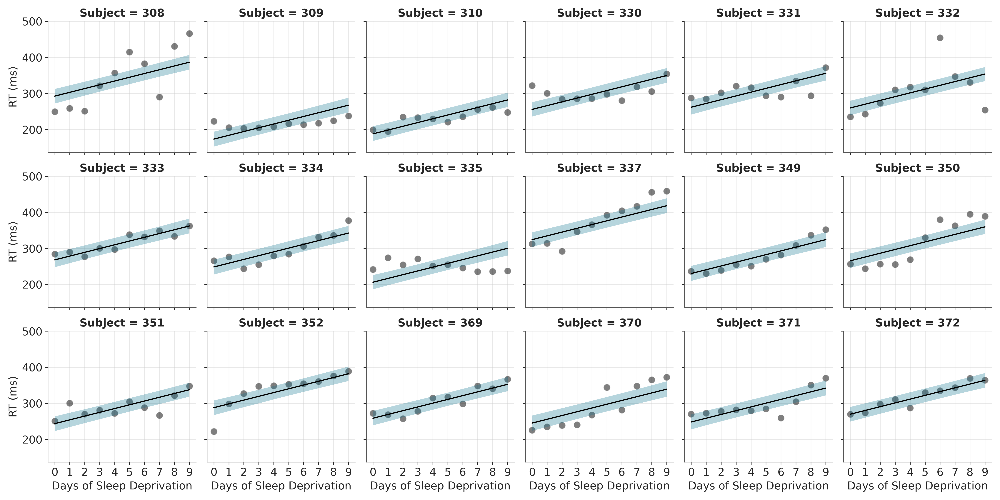 Subject = 308 Subject = 309 Subject = 310 Subject = 330 Subject = 331 Subject = 332
500
400
300
200
RT (ms)
Subject = 333 Subject = 334 Subject = 335 Subject = 337 Subject = 349 Subject = 350
500
400
300
200
RT (ms)
Subject = 351 Subject = 352 Subject = 369 Subject = 370 Subject = 371 Subject = 372
500
400
300
200
RT (ms)
0 1 2 3 4 5 6 7 8 9 0 1 2 3 4 5 6 7 8 9 0 1 2 3 4 5 6 7 8 9 0 1 2 3 4 5 6 7 8 9 0 1 2 3 4 5 6 7 8 9 0 1 2 3 4 5 6 7 8 9
Days of Sleep Deprivation Days of Sleep Deprivation Days of Sleep Deprivation Days of Sleep Deprivation Days of Sleep Deprivation Days of Sleep Deprivation